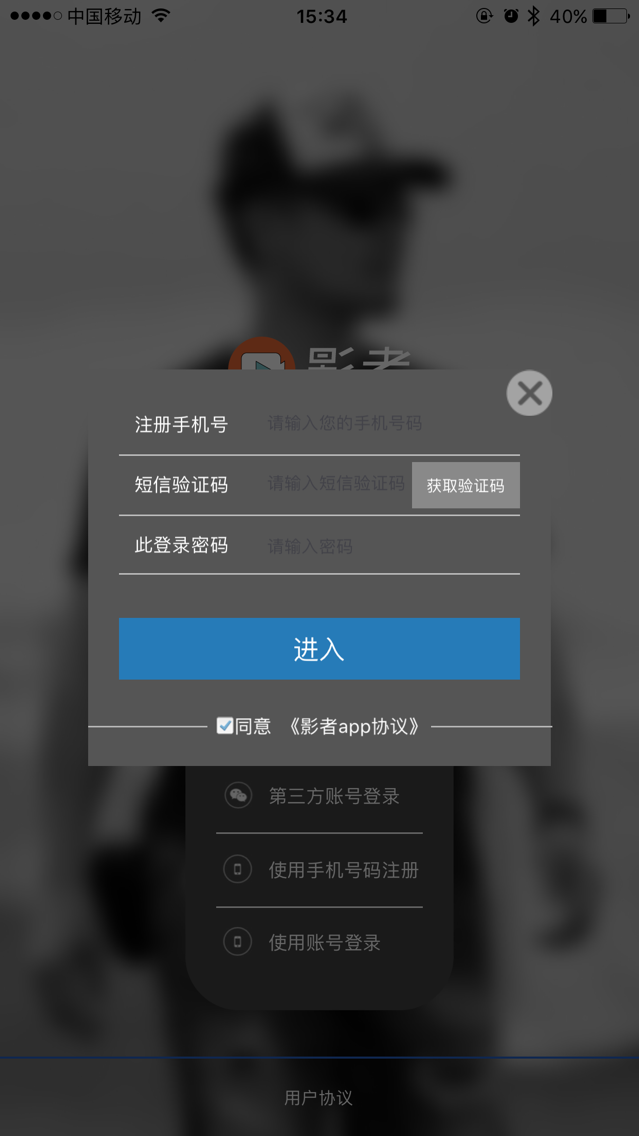 中国移动 15:34 40%
影者
注册手机号 请输入您的手机号码
短信验证码 请输入短信验证码 获取验证码
此登录密码 请输入密码
进入
同意 《影者app协议》
第三方账号登录
使用手机号码注册
使用账号登录
用户协议